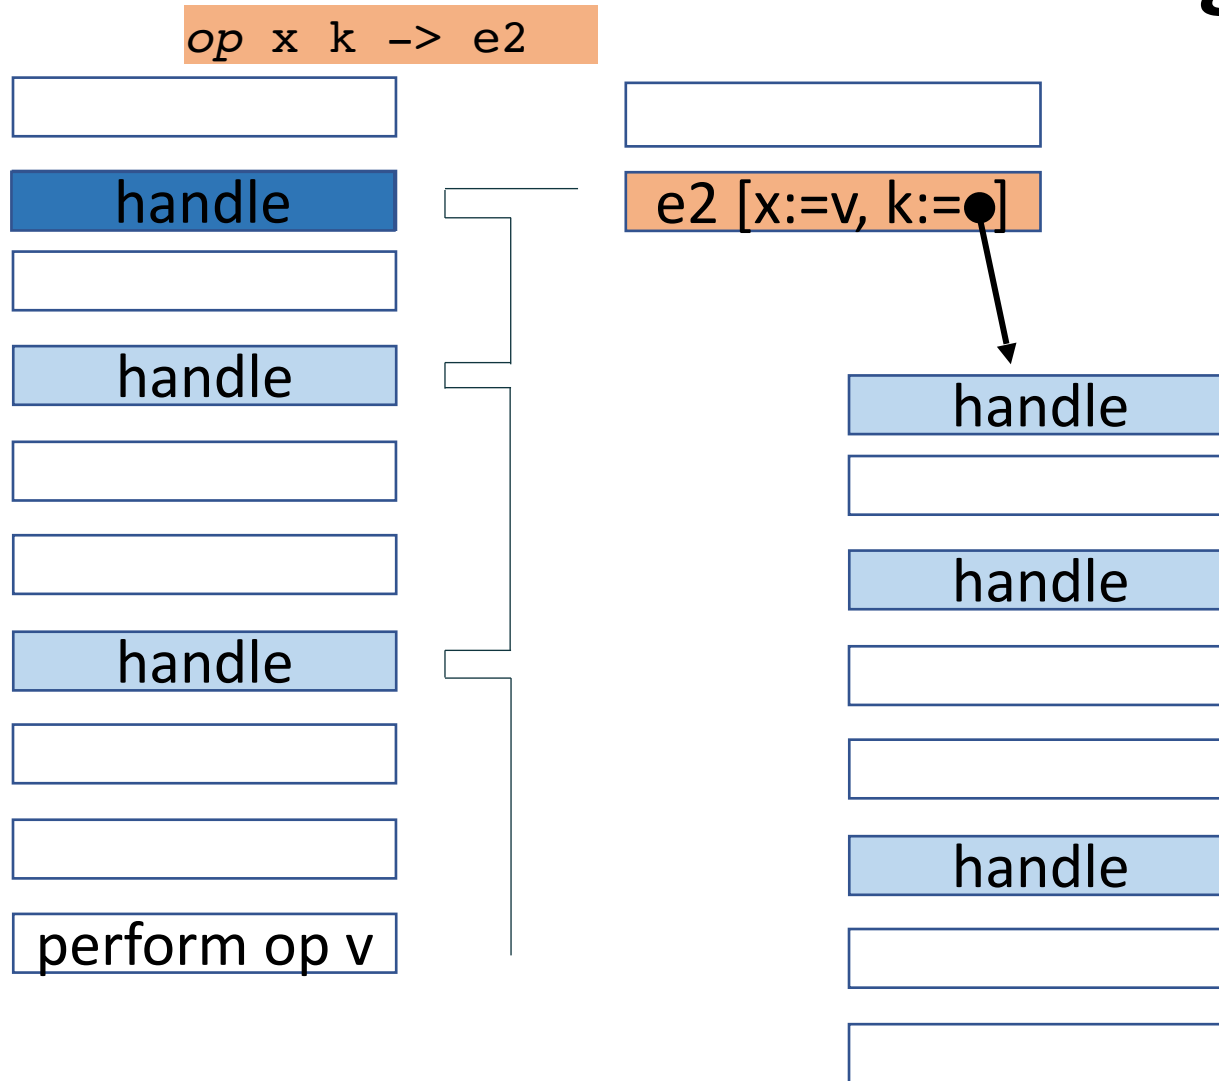 op x k -> e2
handle
handle
handle
perform op v
e2 [x:=v, k:=●]
handle
handle
handle